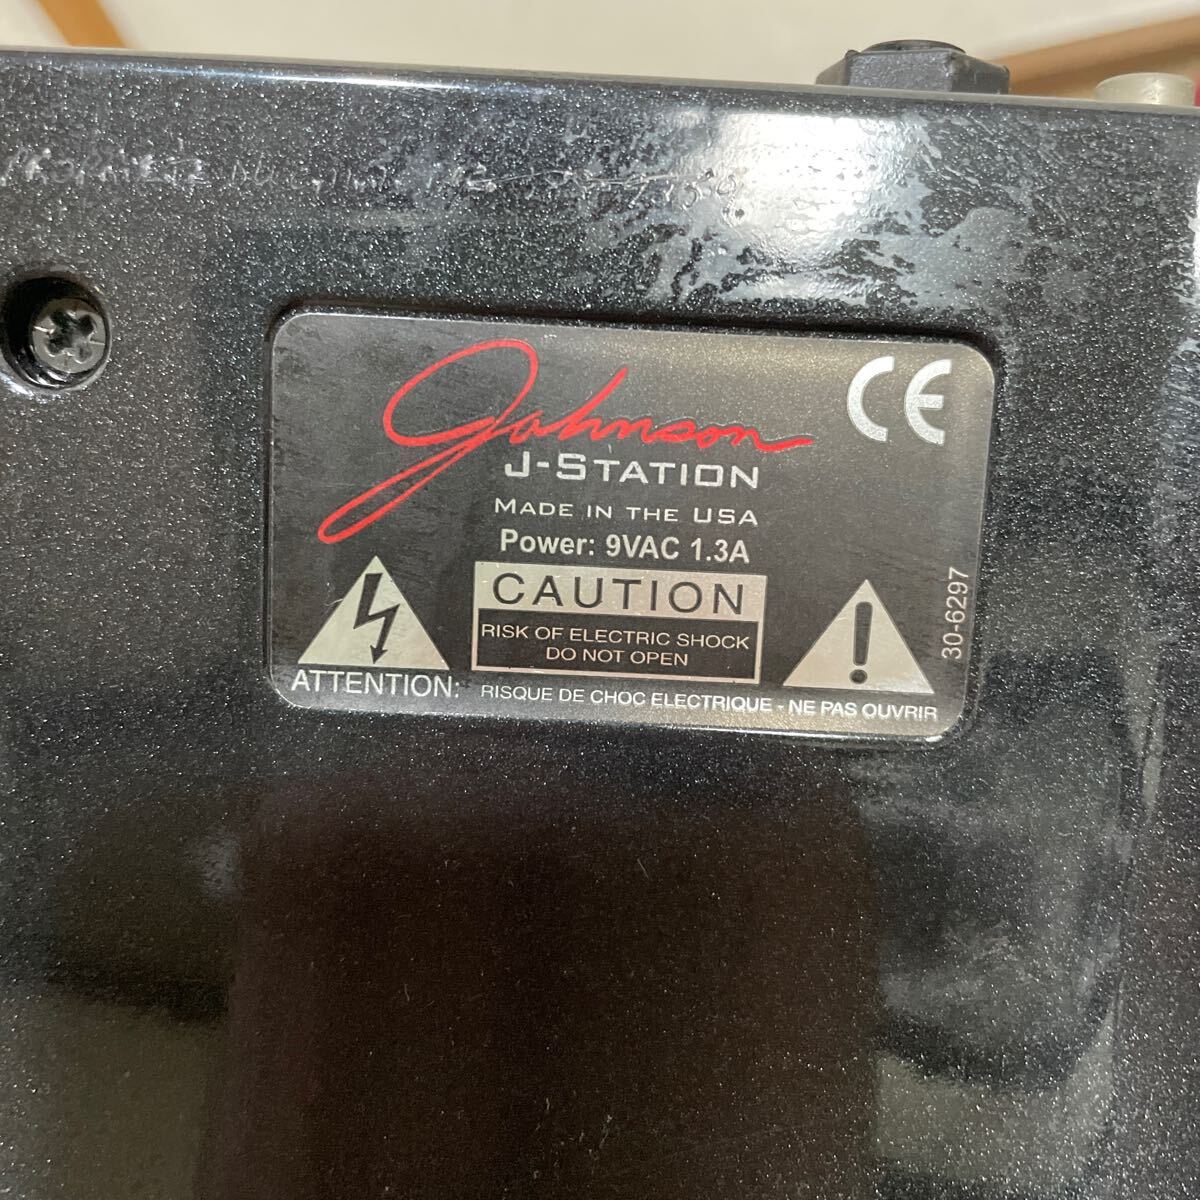 Johnson
J-STATION
MADE IN THE USA
Power: 9VAC 1.3A
CE
CAUTION
RISK OF ELECTRIC SHOCK
DO NOT OPEN
ATTENTION: RISQUE DE CHOC ELECTRIQUE - NE PAS OUVRIR
30-6297